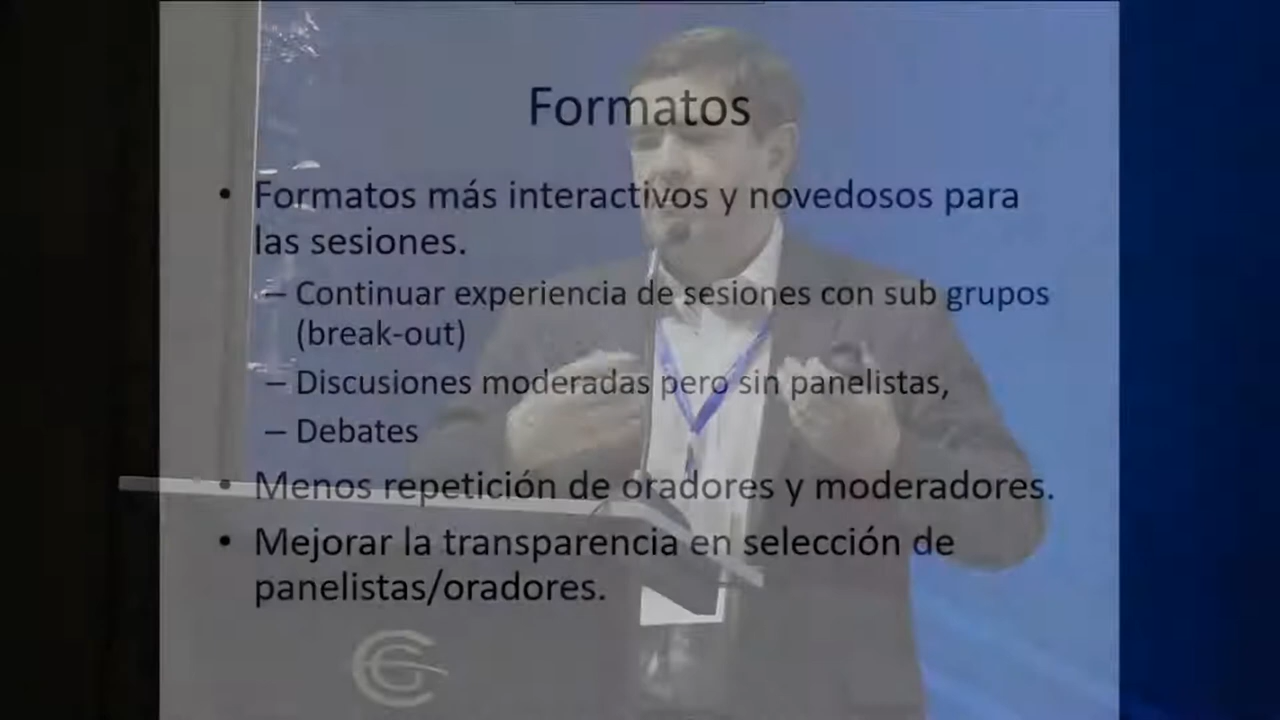 Formatos
• Formatos más interactivos y novedosos para
las sesiones.
– Continuar experiencia de sesiones con sub grupos
(break-out)
– Discusiones moderadas pero sin panelistas,
– Debates
• Menos repetición de oradores y moderadores.
• Mejorar la transparencia en selección de
panelistas/oradores.